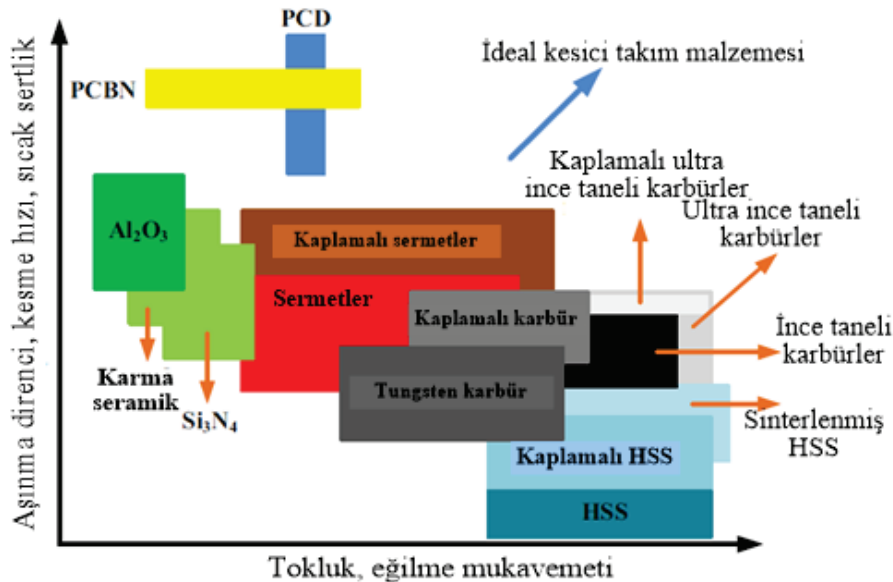 PCD
PCBN
İdeal kesici takım malzemesi
Kaplamalı ultra
ince taneli karbürler
Ultra ince taneli
karbürler
Al₂O₃
Kaplamalı sermetler
Sermetler
Kaplamalı karbür
İnce taneli
karbürler
Karma
seramik
Si₃N₄
Tungsten karbür
Sinterlenmiş
HSS
Kaplamalı HSS
HSS
Aşınma direnci, kesme hızı, sıcak sertlik
Tokluk, eğilme mukavemeti